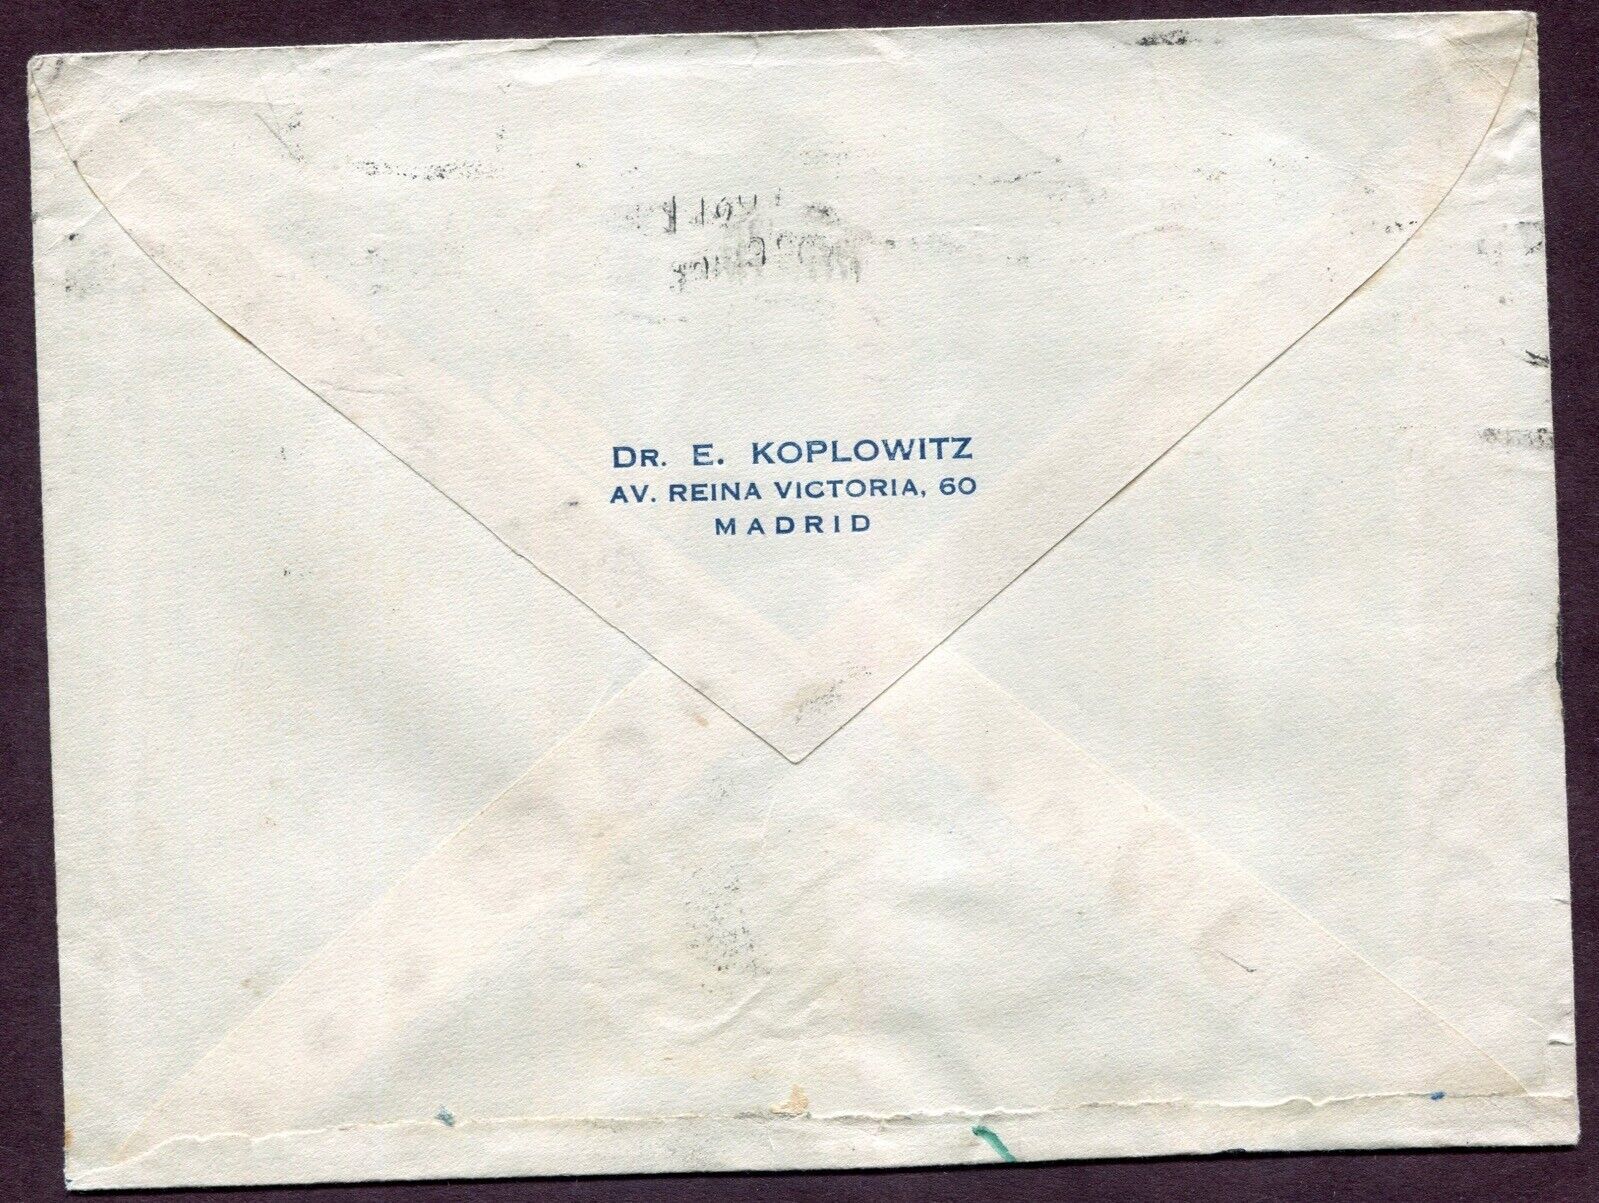 DR. E. KOPLOWITZ
AV. REINA VICTORIA, 60
MADRID